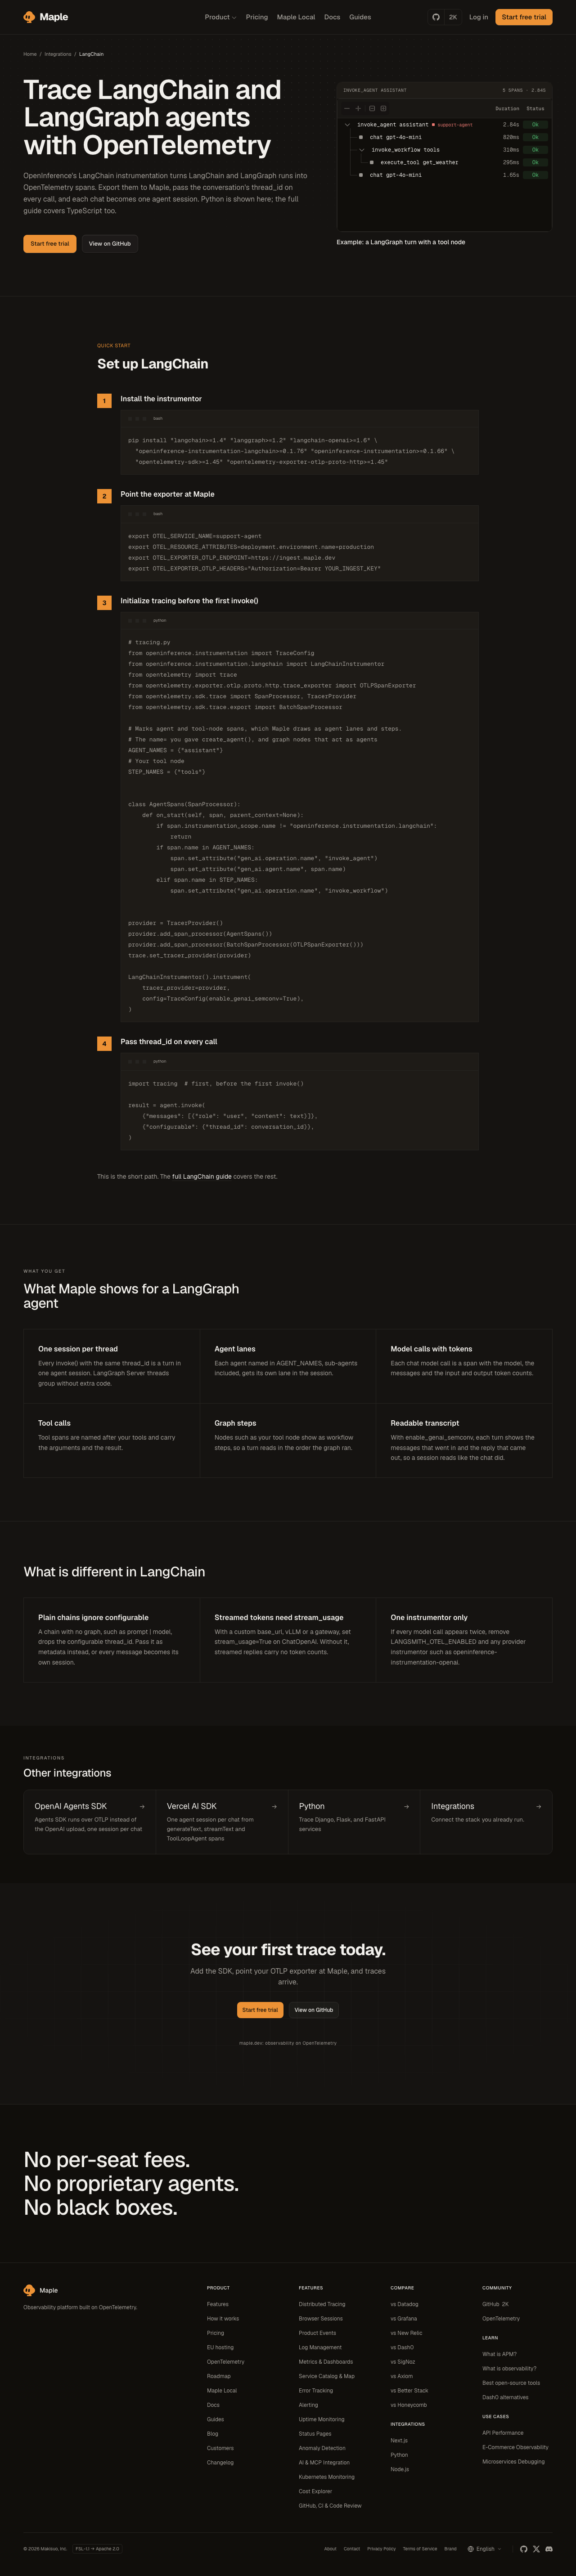 Maple
Product
Pricing
Maple Local
Docs
Guides
2K
Log in
Start free trial
Home / Integrations / LangChain
Trace LangChain and
LangGraph agents
with OpenTelemetry
OpenInference's LangChain instrumentation turns LangChain and LangGraph runs into
OpenTelemetry spans. Export them to Maple, pass the conversation's thread_id on
every call, and each chat becomes one agent session. Python is shown here; the full
guide covers TypeScript too.
Start free trial
View on GitHub
INVOKE_AGENT ASSISTANT
5 SPANS · 2.84S
Duration Status
invoke_agent assistant support-agent 2.84s Ok
chat gpt-4o-mini 820ms Ok
invoke_workflow tools 310ms Ok
execute_tool get_weather 295ms Ok
chat gpt-4o-mini 1.65s Ok
Example: a LangGraph turn with a tool node
QUICK START
Set up LangChain
1
Install the instrumentor
bash
pip install "langchain>=1.4" "langgraph>=1.2" "langchain-openai>=1.6" \
"openinference-instrumentation-langchain>=0.1.76" "openinference-instrumentation>=0.1.66" \
"opentelemetry-sdk>=1.45" "opentelemetry-exporter-otlp-proto-http>=1.45"
2
Point the exporter at Maple
bash
export OTEL_SERVICE_NAME=support-agent
export OTEL_RESOURCE_ATTRIBUTES=deployment.environment.name=production
export OTEL_EXPORTER_OTLP_ENDPOINT=https://ingest.maple.dev
export OTEL_EXPORTER_OTLP_HEADERS="Authorization=Bearer YOUR_INGEST_KEY"
3
Initialize tracing before the first invoke()
python
# tracing.py
from openinference.instrumentation import TraceConfig
from openinference.instrumentation.langchain import LangChainInstrumentor
from opentelemetry import trace
from opentelemetry.exporter.otlp.proto.http.trace_exporter import OTLPSpanExporter
from opentelemetry.sdk.trace import SpanProcessor, TracerProvider
from opentelemetry.sdk.trace.export import BatchSpanProcessor
# Marks agent and tool-node spans, which Maple draws as agent lanes and steps.
# The name= you gave create_agent(), and graph nodes that act as agents
AGENT_NAMES = {"assistant"}
# Your tool node
STEP_NAMES = {"tools"}
class AgentSpans(SpanProcessor):
def on_start(self, span, parent_context=None):
if span.instrumentation_scope.name != "openinference.instrumentation.langchain":
return
if span.name in AGENT_NAMES:
span.set_attribute("gen_ai.operation.name", "invoke_agent")
span.set_attribute("gen_ai.agent.name", span.name)
elif span.name in STEP_NAMES:
span.set_attribute("gen_ai.operation.name", "invoke_workflow")
provider = TracerProvider()
provider.add_span_processor(AgentSpans())
provider.add_span_processor(BatchSpanProcessor(OTLPSpanExporter()))
trace.set_tracer_provider(provider)
LangChainInstrumentor().instrument(
tracer_provider=provider,
config=TraceConfig(enable_genai_semconv=True),
)
4
Pass thread_id on every call
python
import tracing # first, before the first invoke()
result = agent.invoke(
{"messages": [{"role": "user", "content": text}]},
{"configurable": {"thread_id": conversation_id}},
)
This is the short path. The full LangChain guide covers the rest.
WHAT YOU GET
What Maple shows for a LangGraph
agent
One session per thread
Every invoke() with the same thread_id is a turn in
one agent session. LangGraph Server threads
group without extra code.
Agent lanes
Each agent named in AGENT_NAMES, sub-agents
included, gets its own lane in the session.
Model calls with tokens
Each chat model call is a span with the model, the
messages and the input and output token counts.
Tool calls
Tool spans are named after your tools and carry
the arguments and the result.
Graph steps
Nodes such as your tool node show as workflow
steps, so a turn reads in the order the graph ran.
Readable transcript
With enable_genai_semconv, each turn shows the
messages that went in and the reply that came
out, so a session reads like the chat did.
What is different in LangChain
Plain chains ignore configurable
A chain with no graph, such as prompt | model,
drops the configurable thread_id. Pass it as
metadata instead, or every message becomes its
own session.
Streamed tokens need stream_usage
With a custom base_url, vLLM or a gateway, set
stream_usage=True on ChatOpenAI. Without it,
streamed replies carry no token counts.
One instrumentor only
If every model call appears twice, remove
LANGSMITH_OTEL_ENABLED and any provider
instrumentor such as openinference-
instrumentation-openai.
INTEGRATIONS
Other integrations
OpenAI Agents SDK →
Agents SDK runs over OTLP instead of
the OpenAI upload, one session per chat
Vercel AI SDK →
One agent session per chat from
generateText, streamText and
ToolLoopAgent spans
Python →
Trace Django, Flask, and FastAPI
services
Integrations →
Connect the stack you already run.
See your first trace today.
Add the SDK, point your OTLP exporter at Maple, and traces
arrive.
Start free trial
View on GitHub
maple.dev: observability on OpenTelemetry
No per-seat fees.
No proprietary agents.
No black boxes.
Maple
Observability platform built on OpenTelemetry.
PRODUCT
Features
How it works
Pricing
EU hosting
OpenTelemetry
Roadmap
Maple Local
Docs
Guides
Blog
Customers
Changelog
FEATURES
Distributed Tracing
Browser Sessions
Product Events
Log Management
Metrics & Dashboards
Service Catalog & Map
Error Tracking
Alerting
Uptime Monitoring
Status Pages
Anomaly Detection
AI & MCP Integration
Kubernetes Monitoring
Cost Explorer
GitHub, CI & Code Review
COMPARE
vs Datadog
vs Grafana
vs New Relic
vs Dash0
vs SigNoz
vs Axiom
vs Better Stack
vs Honeycomb
INTEGRATIONS
Next.js
Python
Node.js
COMMUNITY
GitHub 2K
OpenTelemetry
LEARN
What is APM?
What is observability?
Best open-source tools
Dash0 alternatives
USE CASES
API Performance
E-Commerce Observability
Microservices Debugging
© 2026 Makisuo, Inc.
FSL-1.1 → Apache 2.0
About
Contact
Privacy Policy
Terms of Service
Brand
English